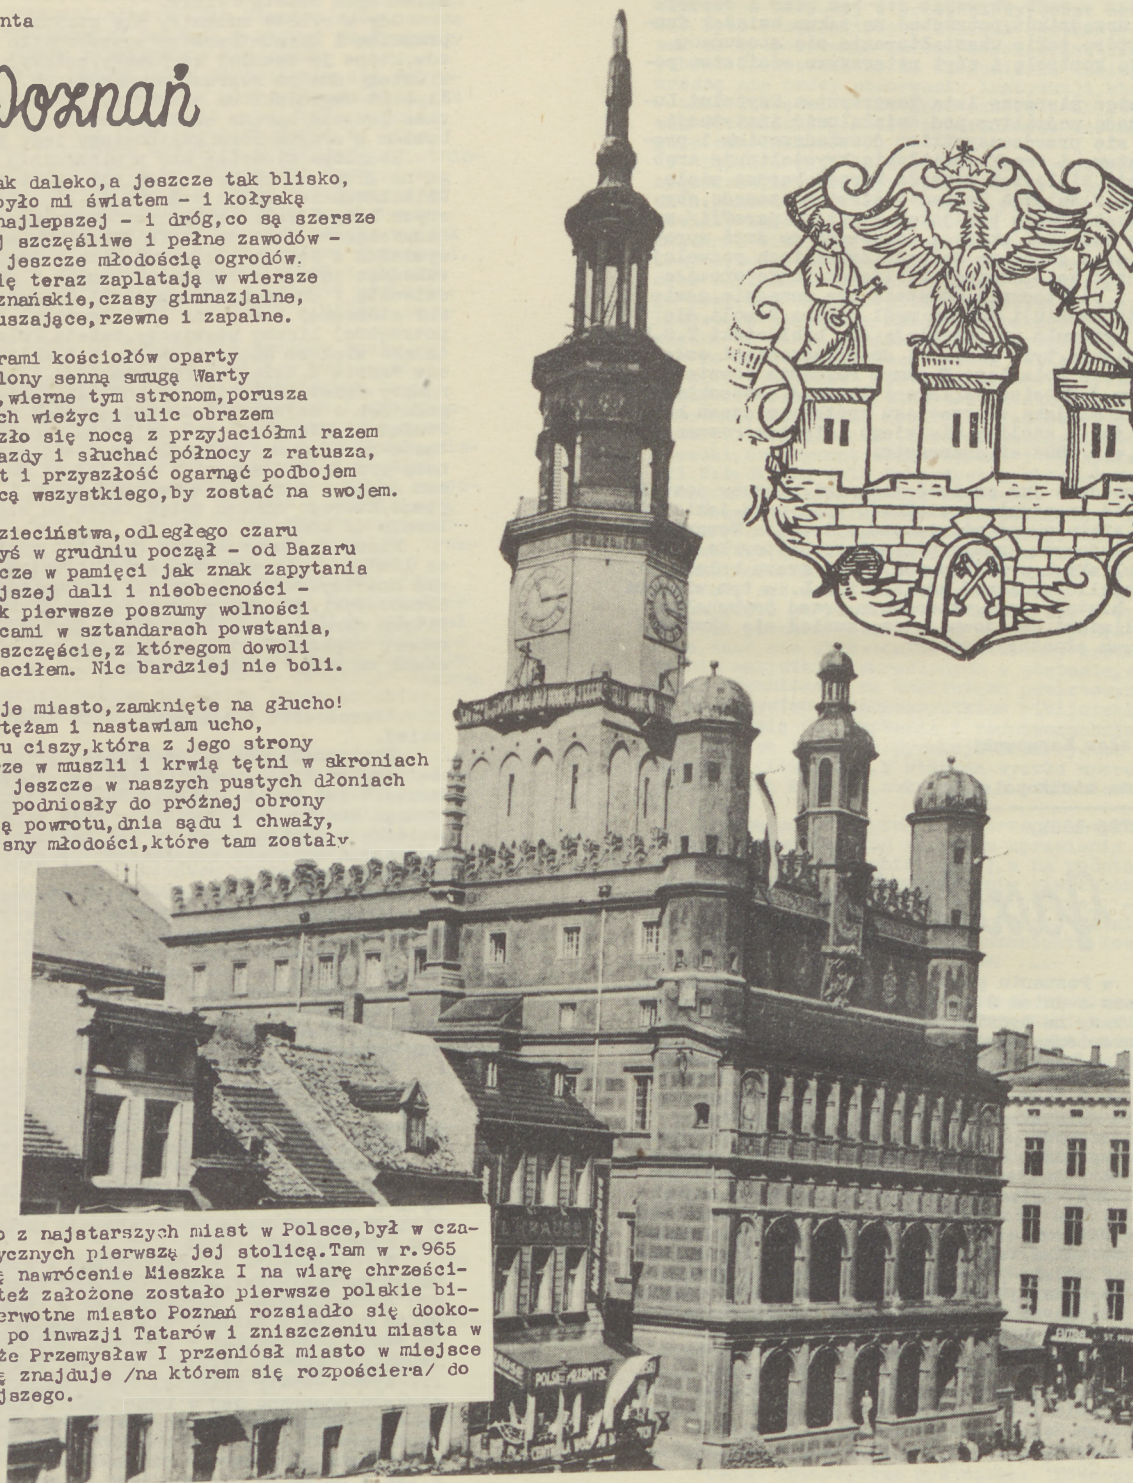 nta
Poznań
ak daleko,a jeszcze tak blisko,
było mi światem - i kołyską
najlepszej - i dróg,co są szersze
j szczęśliwe i pełne zawodów -
jeszcze młodością ogrodów.
ię teraz zaplatają w wiersze
znańskie,czasy gimnazjalne,
uszające,rzewne i zapalne.
rami kościołów oparty
lony senną smugą Warty
,wierne tym stronom,porusza
ch wieżyc i ulic obrazem
zło się nocą z przyjaciółmi razem
azdy i słuchać północy z ratusza,
t i przyszłość ogarnąć podbojem
cą wszystkiego,by zostać na swojem.
zieciństwa,odległego czaru
yś w grudniu począł - od Bazaru
cze w pamięci jak znak zapytania
jszej dali i nieobecności -
k pierwsze poszumy wolności
cami w sztandarach powstania,
szczęście,z któregom dowoli
aciłem. Nic bardziej nie boli.
je miasto,zamknięte na głucho!
tężam i nastawiam ucho,
u ciszy,która z jego strony
rze w muszli i krwią tętni w skroniach
jeszcze w naszych pustych dłoniach
podniosły do próżnej obrony
ą powrotu,dnia sądu i chwały,
sny młodości,które tam zostały.
o z najstarszych miast w Polsce,był w cza-
ycznych pierwszą jej stolicą.Tam w r.965
ę nawrócenie Mieszka I na wiarę chrześci-
też założone zostało pierwsze polskie bi-
erwotne miasto Poznań rozsiadło się dooko-
po inwazji Tatarów i zniszczeniu miasta w
że Przemysław I przeniósł miasto w miejsce
ę znajduje /na którem się rozpościera/ do
jszego.